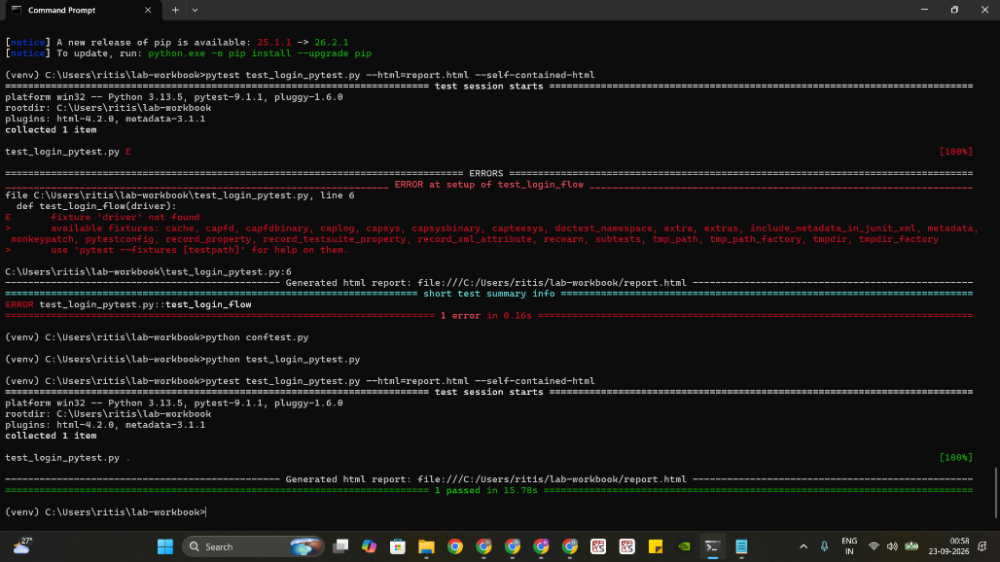 Command Prompt
[notice] A new release of pip is available: 25.1.1 -> 26.2.1
[notice] To update, run: python.exe -m pip install --upgrade pip
(venv) C:\Users\ritis\lab-workbook>pytest test_login_pytest.py --html=report.html --self-contained-html
test session starts
platform win32 -- Python 3.13.5, pytest-9.1.1, pluggy-1.6.0
rootdir: C:\Users\ritis\lab-workbook
plugins: html-4.2.0, metadata-3.1.1
collected 1 item
test_login_pytest.py E [100%]
ERRORS
ERROR at setup of test_login_flow
file C:\Users\ritis\lab-workbook\test_login_pytest.py, line 6
def test_login_flow(driver):
E fixture 'driver' not found
> available fixtures: cache, capfd, capfdbinary, caplog, capsys, capsysbinary, capteesys, doctest_namespace, extra, extras, include_metadata_in_junit_xml, metadata,
monkeypatch, pytestconfig, record_property, record_testsuite_property, record_xml_attribute, recwarn, subtests, tmp_path, tmp_path_factory, tmpdir, tmpdir_factory
> use 'pytest --fixtures [testpath]' for help on them.
C:\Users\ritis\lab-workbook\test_login_pytest.py:6
Generated html report: file:///C:/Users/ritis/lab-workbook/report.html
short test summary info
ERROR test_login_pytest.py::test_login_flow
1 error in 0.16s
(venv) C:\Users\ritis\lab-workbook>python conftest.py
(venv) C:\Users\ritis\lab-workbook>python test_login_pytest.py
(venv) C:\Users\ritis\lab-workbook>pytest test_login_pytest.py --html=report.html --self-contained-html
test session starts
platform win32 -- Python 3.13.5, pytest-9.1.1, pluggy-1.6.0
rootdir: C:\Users\ritis\lab-workbook
plugins: html-4.2.0, metadata-3.1.1
collected 1 item
test_login_pytest.py . [100%]
Generated html report: file:///C:/Users/ritis/lab-workbook/report.html
1 passed in 15.78s
(venv) C:\Users\ritis\lab-workbook>
27°
Search
ENG
IN
00:58
23-09-2026